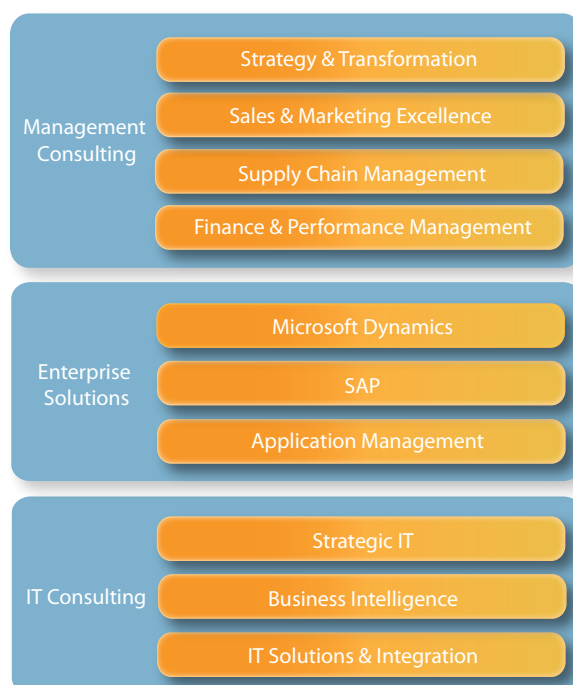 Management
Consulting
Strategy & Transformation
Sales & Marketing Excellence
Supply Chain Management
Finance & Performance Management
Enterprise
Solutions
Microsoft Dynamics
SAP
Application Management
IT Consulting
Strategic IT
Business Intelligence
IT Solutions & Integration